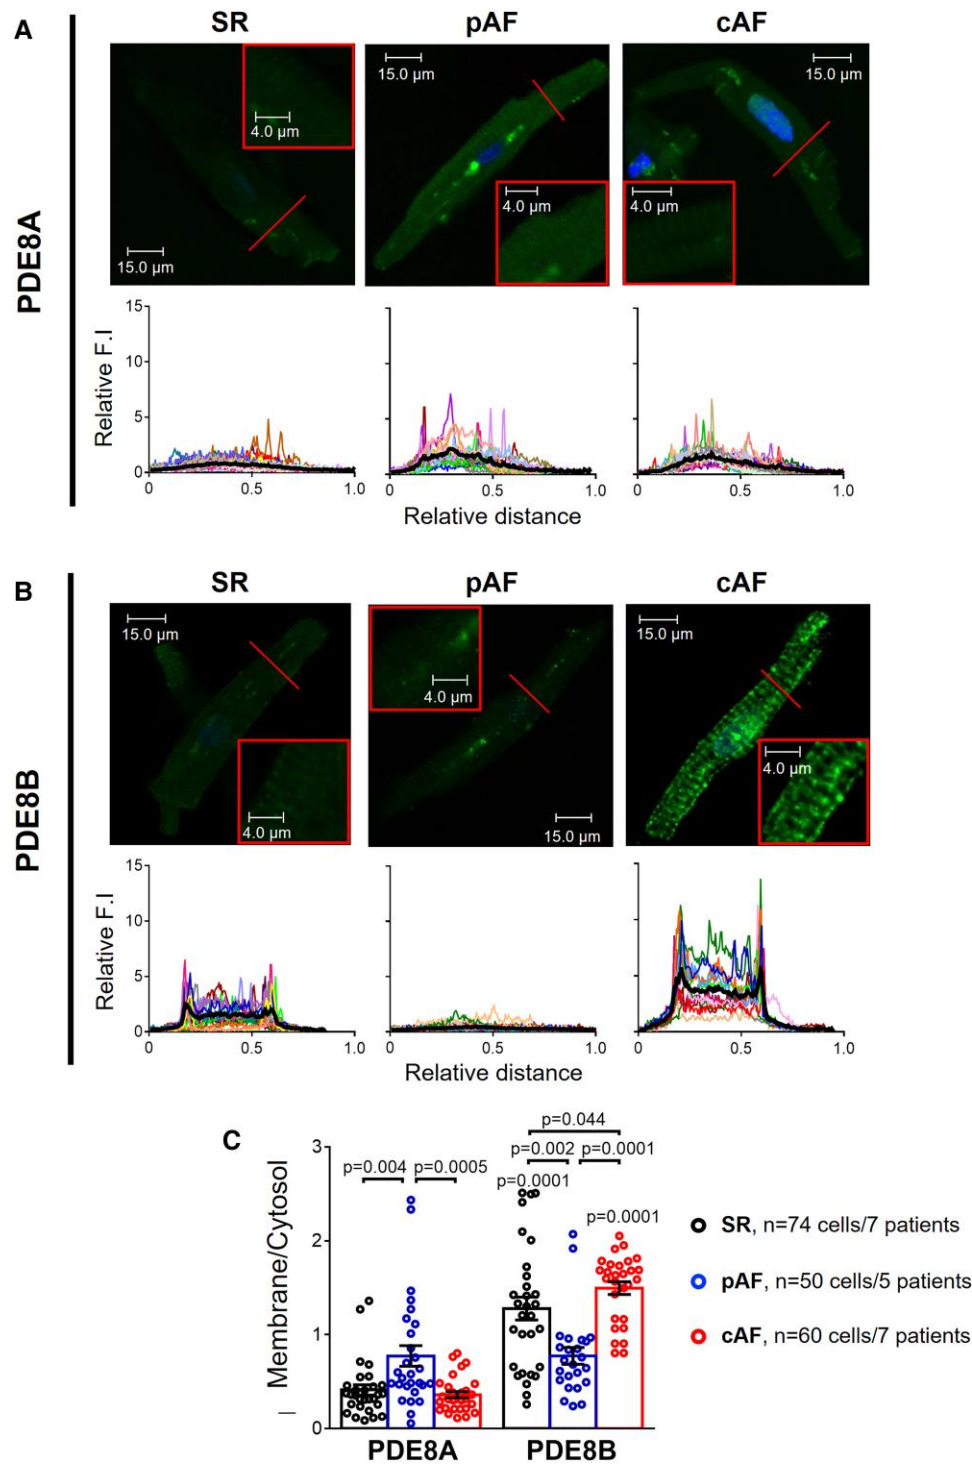 A
SR pAF cAF
PDE8A
15.0 µm
4.0 µm
15.0 µm
4.0 µm
15.0 µm
4.0 µm
Relative F.I
15
10
5
0
0 0.5 1.0
0 0.5 1.0
0 0.5 1.0
Relative distance
B
SR pAF cAF
PDE8B
15.0 µm
4.0 µm
4.0 µm
15.0 µm
15.0 µm
4.0 µm
Relative F.I
15
10
5
0
0 0.5 1.0
0 0.5 1.0
0 0.5 1.0
Relative distance
C
Membrane/Cytosol
3
2
1
0
p=0.004 p=0.0005
p=0.044
p=0.002 p=0.0001
p=0.0001
p=0.0001
PDE8A PDE8B
SR, n=74 cells/7 patients
pAF, n=50 cells/5 patients
cAF, n=60 cells/7 patients